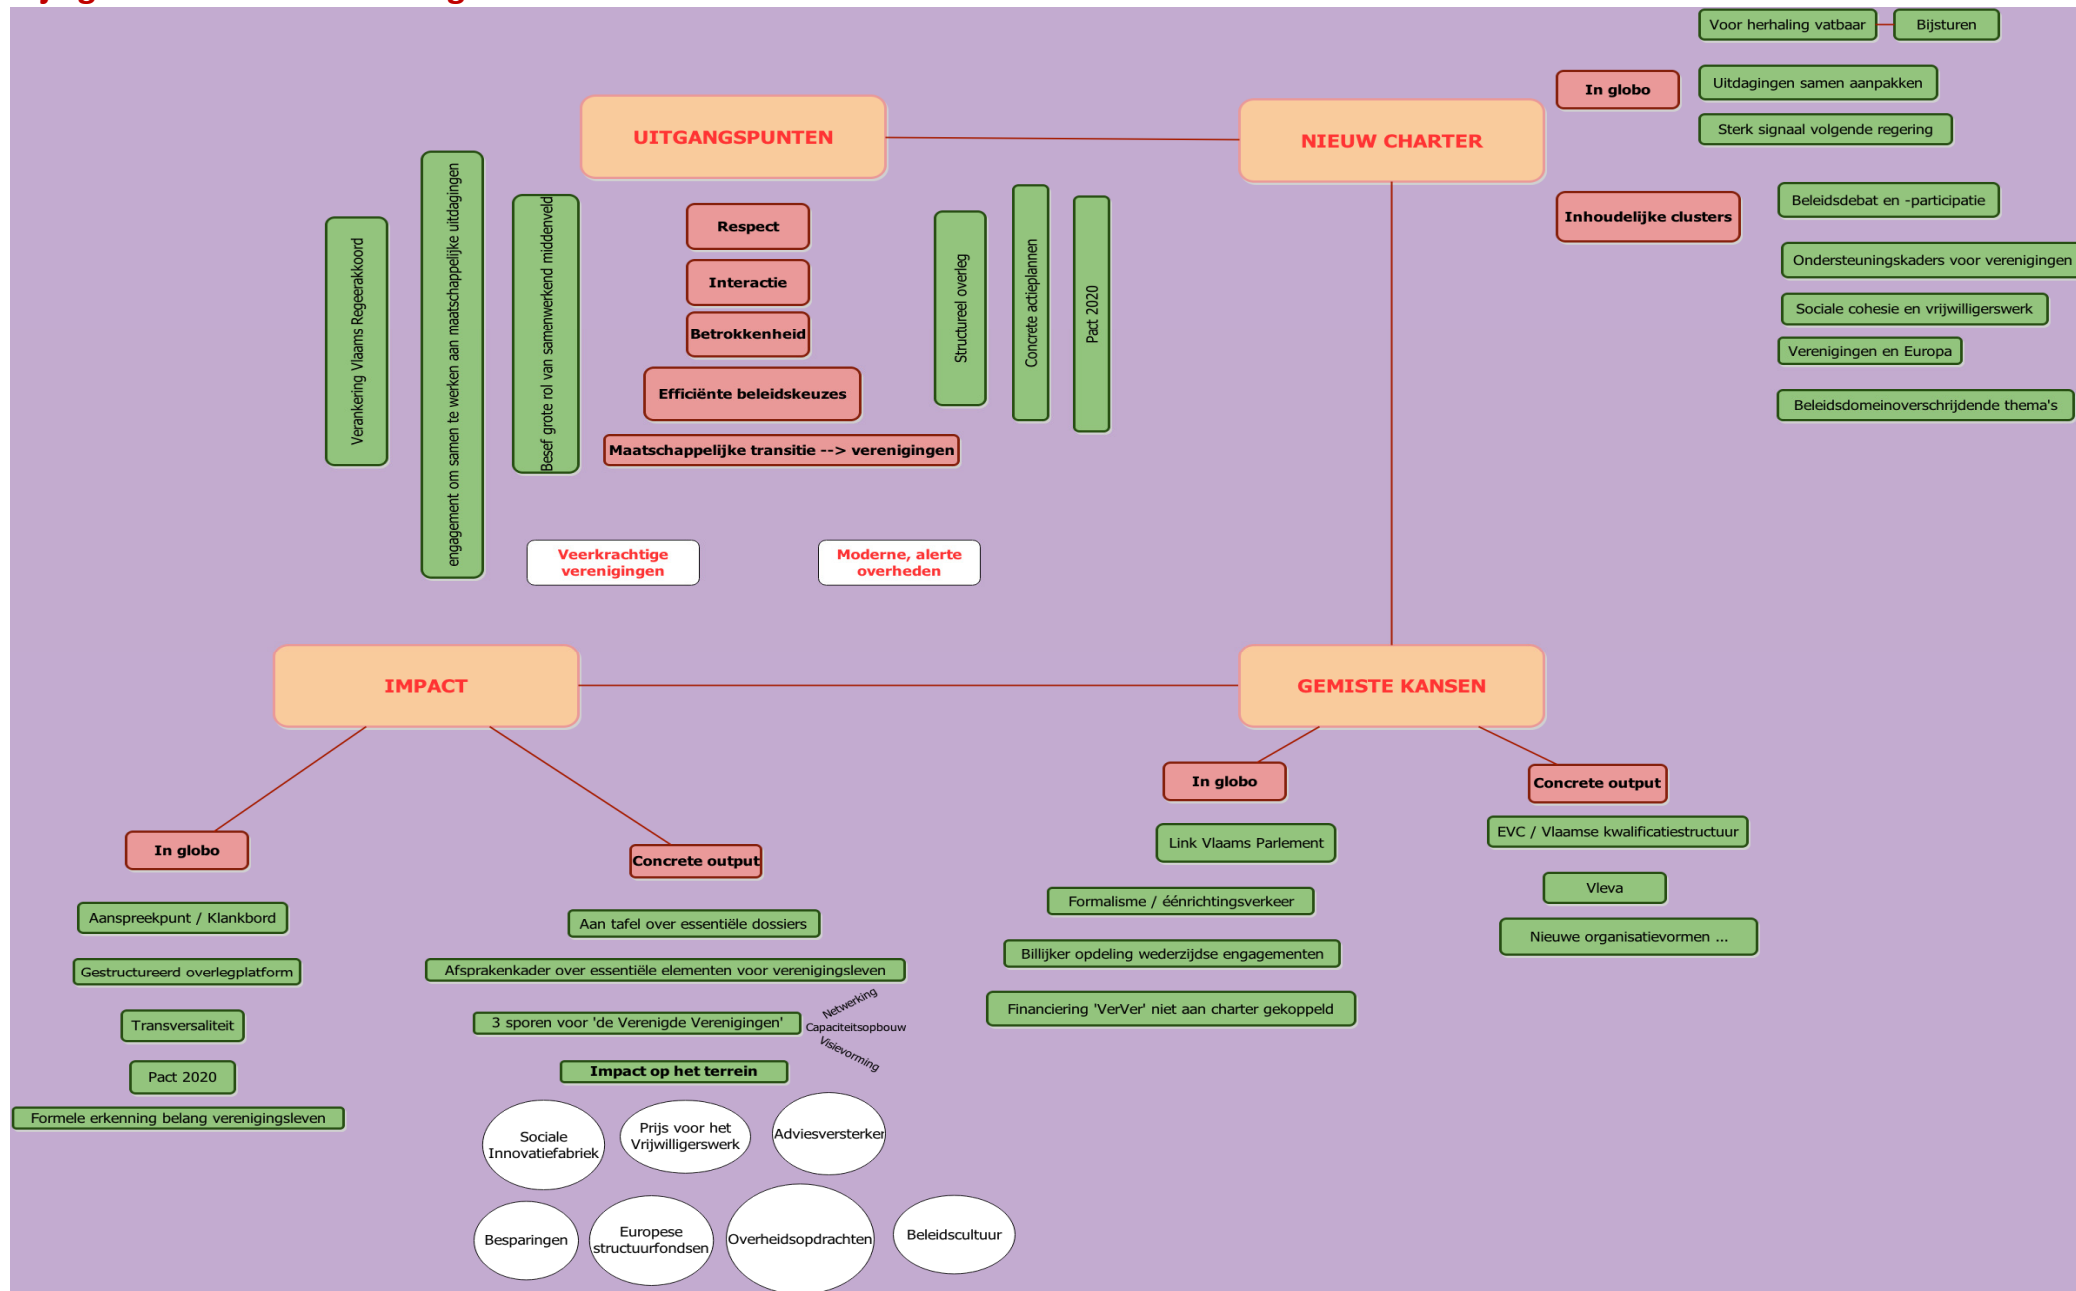 Voor herhaling vatbaar
Bijsturen
In globo
Uitdagingen samen aanpakken
Sterk signaal volgende regering
UITGANGSPUNTEN
NIEUW CHARTER
Inhoudelijke clusters
Beleidsdebat en -participatie
Ondersteuningskaders voor verenigingen
Sociale cohesie en vrijwilligerswerk
Verenigingen en Europa
Beleidsdomeinoverschrijdende thema's
Verankering Vlaams Regeerakkoord
engagement om samen te werken aan maatschappelijke uitdagingen
Besef grote rol van samenwerkend middenveld
Respect
Interactie
Betrokkenheid
Efficiënte beleidskeuzes
Maatschappelijke transitie --> verenigingen
Structureel overleg
Concrete actieplannen
Pact 2020
Veerkrachtige
verenigingen
Moderne, alerte
overheden
IMPACT
GEMISTE KANSEN
In globo
Aanspreekpunt / Klankbord
Gestructureerd overlegplatform
Transversaliteit
Pact 2020
Formele erkenning belang verenigingsleven
Concrete output
Aan tafel over essentiële dossiers
Afsprakenkader over essentiële elementen voor verenigingsleven
3 sporen voor 'de Verenigde Verenigingen'
Netwerking
Capaciteitsopbouw
Visievorming
Impact op het terrein
Sociale
Innovatiefabriek
Prijs voor het
Vrijwilligerswerk
Adviesversterker
Besparingen
Europese
structuurfondsen
Overheidsopdrachten
Beleidscultuur
In globo
Link Vlaams Parlement
Formalisme / éénrichtingsverkeer
Billijker opdeling wederzijdse engagementen
Financiering 'VerVer' niet aan charter gekoppeld
Concrete output
EVC / Vlaamse kwalificatiestructuur
Vleva
Nieuwe organisatievormen ...